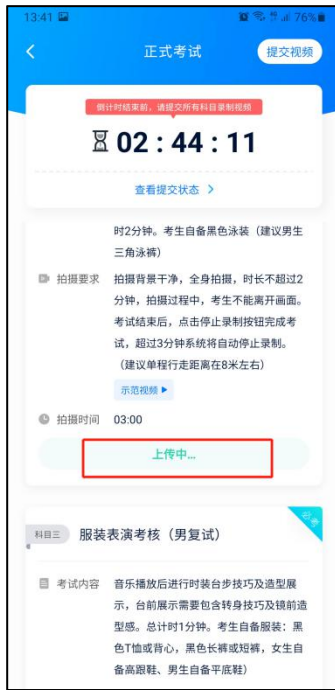 13:41
76%
正式考试
提交视频
倒计时结束前，请提交所有科目录制视频
02 : 44 : 11
查看提交状态 >
时2分钟。考生自备黑色泳装（建议男生
三角泳裤）
拍摄要求 拍摄背景干净，全身拍摄，时长不超过2
分钟，拍摄过程中，考生不能离开画面。
考试结束后，点击停止录制按钮完成考
试，超过3分钟系统将自动停止录制。
（建议单程行走距离在8米左右）
示范视频
拍摄时间 03:00
上传中...
必考
科目三 服装表演考核（男复试）
考试内容 音乐播放后进行时装台步技巧及造型展
示，台前展示需要包含转身技巧及镜前造
型感。总计时1分钟。考生自备服装：黑
色T恤或背心，黑色长裤或短裤，女生自
备高跟鞋、男生自备平底鞋）